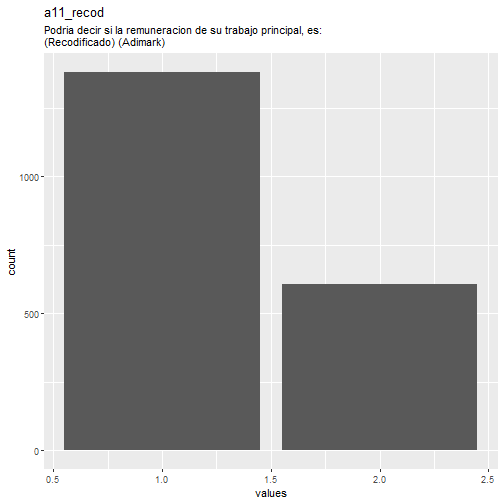 a11_recod
Podria decir si la remuneracion de su trabajo principal, es:
(Recodificado) (Adimark)
1000
500
0
count
0.5 1.0 1.5 2.0 2.5
values